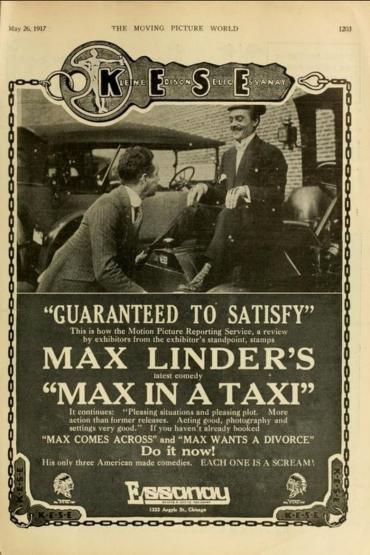 May 26, 1917 THE MOVING PICTURE WORLD 1203
K·E·S·E
KLEINE EDISON SELIG ESSANAY
"GUARANTEED TO SATISFY"
This is how the Motion Picture Reporting Service, a review
by exhibitors from the exhibitor's standpoint, stamps
MAX LINDER'S
latest comedy
"MAX IN A TAXI"
It continues: "Pleasing situations and pleasing plot. More
action than former releases. Acting good, photography and
settings very good." If you haven't already booked
"MAX COMES ACROSS" and "MAX WANTS A DIVORCE"
Do it now!
His only three American made comedies. EACH ONE IS A SCREAM!
Essanay
1333 Argyle St., Chicago
K-E-S-E
K-E-S-E
K-E-S-E
K-E-S-E